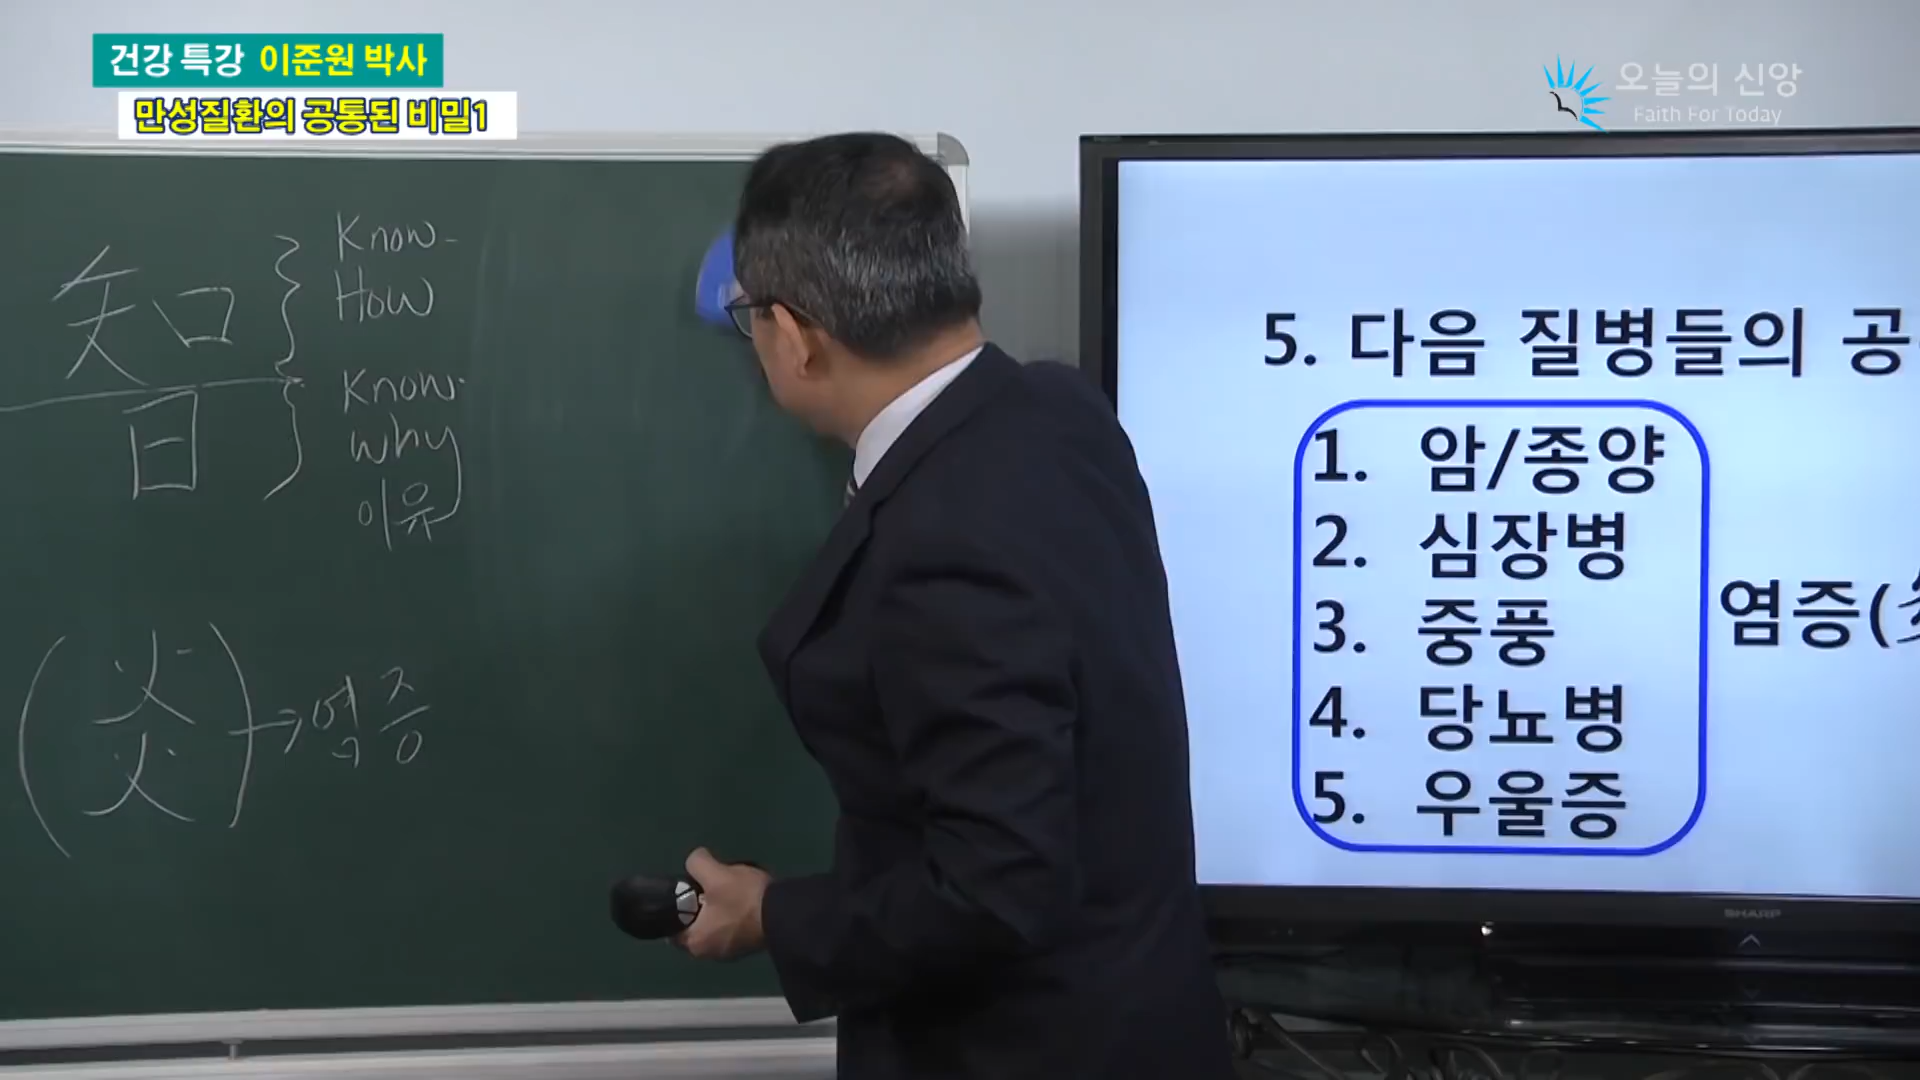 건강 특강 이준원 박사
만성질환의 공통된 비밀1
오늘의 신앙
Faith For Today
知
日
Know-
How
Know-
why
이유
(炎)→염증
5. 다음 질병들의 공
1. 암/종양
2. 심장병
3. 중풍
4. 당뇨병
5. 우울증
염증(
SHARP